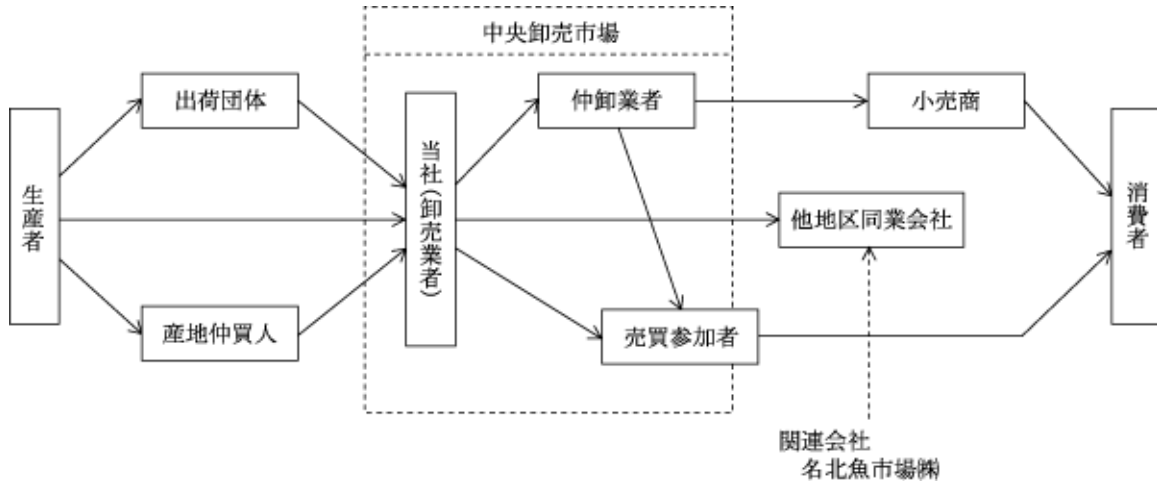 中央卸売市場
出荷団体
仲卸業者
小売商
生産者
当社(卸売業者)
他地区同業会社
消費者
産地仲買人
売買参加者
関連会社
名北魚市場㈱